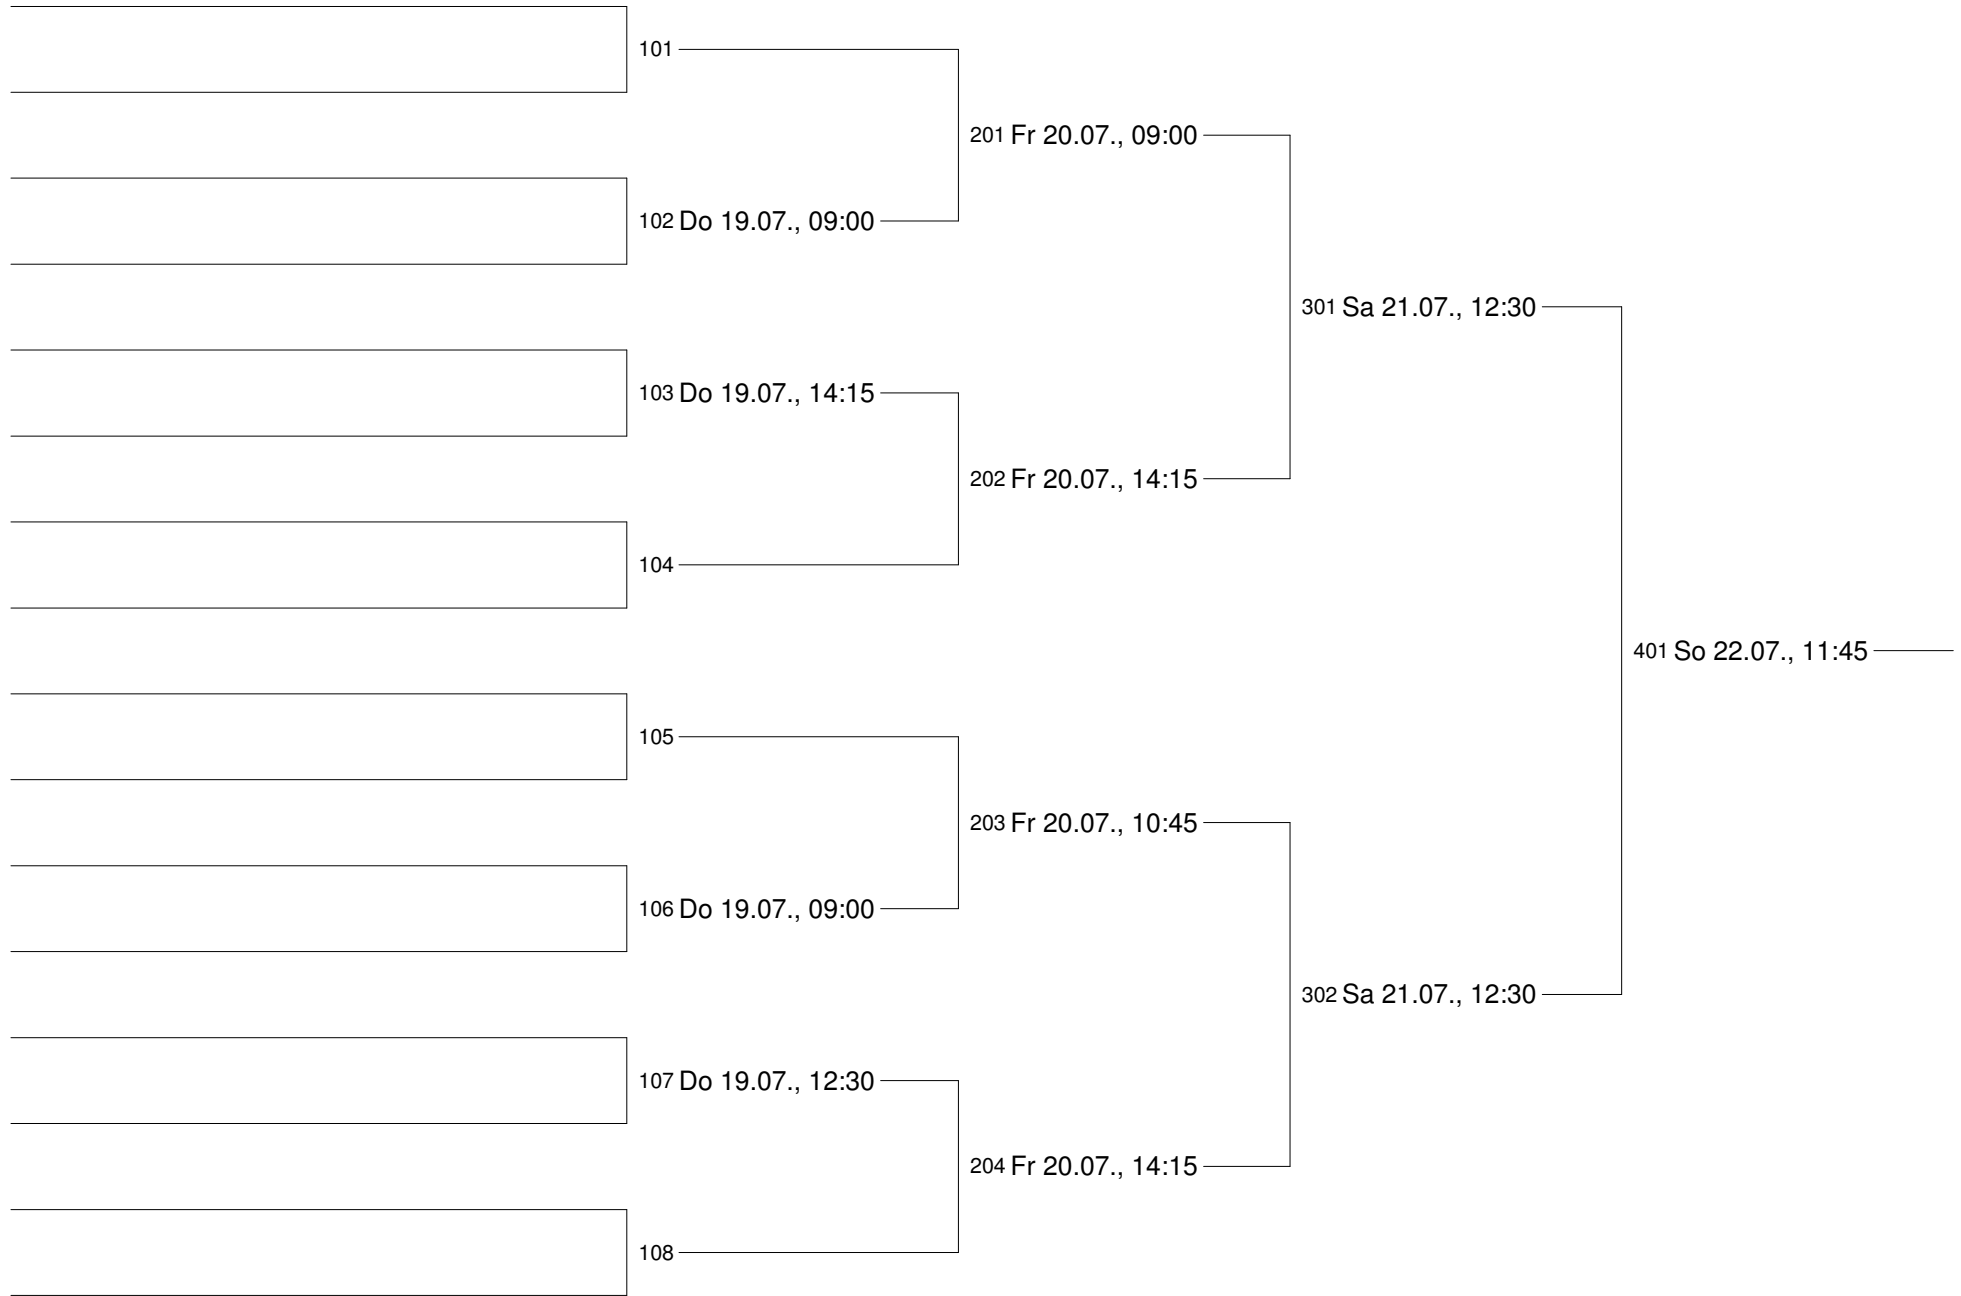 101
201 Fr 20.07., 09:00
102 Do 19.07., 09:00
301 Sa 21.07., 12:30
103 Do 19.07., 14:15
202 Fr 20.07., 14:15
104
401 So 22.07., 11:45
105
203 Fr 20.07., 10:45
106 Do 19.07., 09:00
302 Sa 21.07., 12:30
107 Do 19.07., 12:30
204 Fr 20.07., 14:15
108